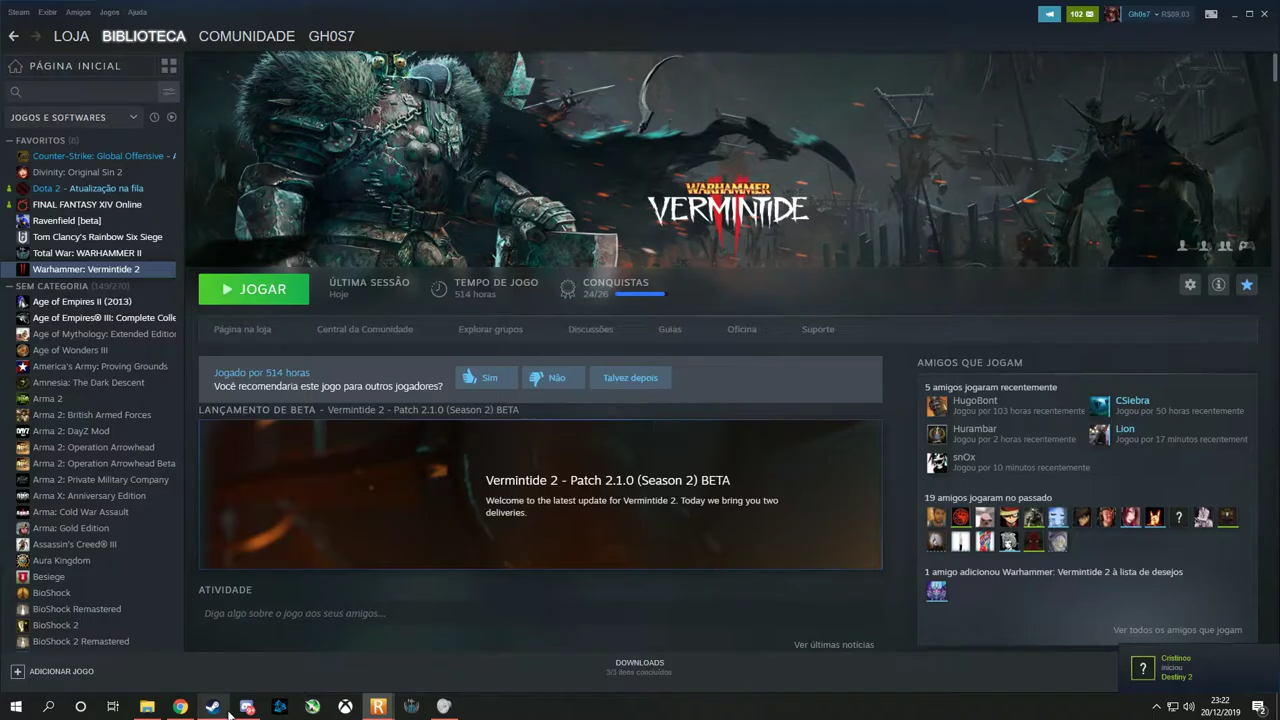 Steam Exibir Amigos Jogos Ajuda
102 Gh0s7 R$89,03
LOJA BIBLIOTECA COMUNIDADE GH0S7
PÁGINA INICIAL
JOGOS E SOFTWARES
FAVORITOS (8)
Counter-Strike: Global Offensive - A
Divinity: Original Sin 2
Dota 2 - Atualização na fila
FINAL FANTASY XIV Online
Ravenfield [beta]
Tom Clancy's Rainbow Six Siege
Total War: WARHAMMER II
Warhammer: Vermintide 2
SEM CATEGORIA (149/270)
Age of Empires II (2013)
Age of Empires® III: Complete Colle
Age of Mythology: Extended Edition
Age of Wonders III
America's Army: Proving Grounds
Amnesia: The Dark Descent
Arma 2
Arma 2: British Armed Forces
Arma 2: DayZ Mod
Arma 2: Operation Arrowhead
Arma 2: Operation Arrowhead Beta
Arma 2: Private Military Company
Arma X: Anniversary Edition
Arma: Cold War Assault
Arma: Gold Edition
Assassin's Creed® III
Aura Kingdom
Besiege
BioShock
BioShock Remastered
BioShock 2
BioShock 2 Remastered
ADICIONAR JOGO
WARHAMMER
VERMINTIDE
II
JOGAR
ÚLTIMA SESSÃO
Hoje
TEMPO DE JOGO
514 horas
CONQUISTAS
24/26
Página na loja Central da Comunidade Explorar grupos Discussões Guias Oficina Suporte
Jogado por 514 horas
Você recomendaria este jogo para outros jogadores?
Sim Não Talvez depois
LANÇAMENTO DE BETA - Vermintide 2 - Patch 2.1.0 (Season 2) BETA
Vermintide 2 - Patch 2.1.0 (Season 2) BETA
Welcome to the latest update for Vermintide 2. Today we bring you two
deliveries.
ATIVIDADE
Diga algo sobre o jogo aos seus amigos...
Ver últimas notícias
AMIGOS QUE JOGAM
5 amigos jogaram recentemente
HugoBont
Jogou por 103 horas recentemente
CSiebra
Jogou por 50 horas recentemente
Hurambar
Jogou por 2 horas recentemente
Lion
Jogou por 17 minutos recentemente
snOx
Jogou por 10 minutos recentemente
19 amigos jogaram no passado
1 amigo adicionou Warhammer: Vermintide 2 à lista de desejos
Ver todos os amigos que jogam
DOWNLOADS
3/3 itens concluídos
Cristinoo
iniciou
Destiny 2
23:22
20/12/2019